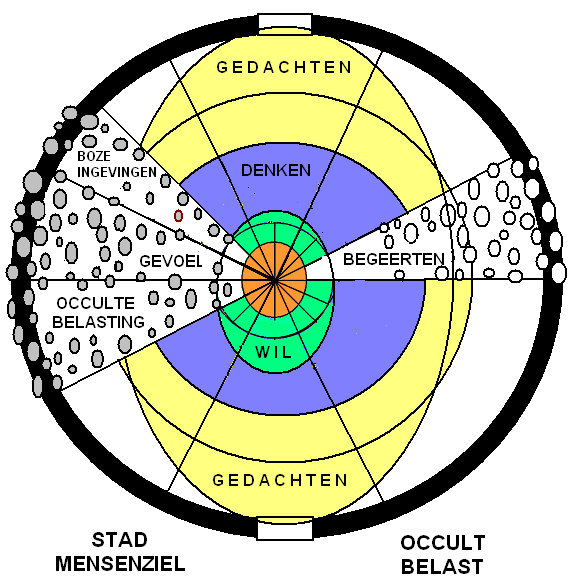 GEDACHTEN
BOZE
INGEVINGEN
DENKEN
GEVOEL
BEGEERTEN
OCCULTE
BELASTING
WIL
GEDACHTEN
STAD
MENSENZIEL
OCCULT
BELAST